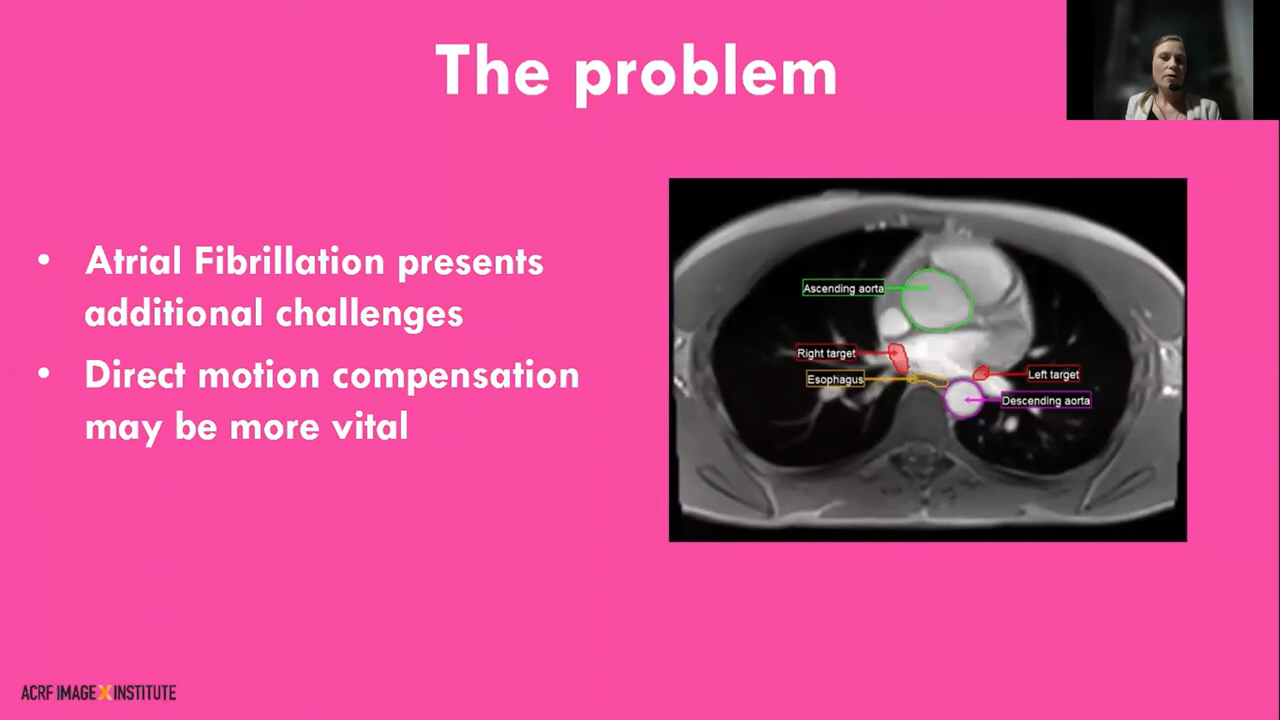 The problem
• Atrial Fibrillation presents
additional challenges
• Direct motion compensation
may be more vital
Ascending aorta
Right target
Esophagus
Left target
Descending aorta
ACRF IMAGE X INSTITUTE